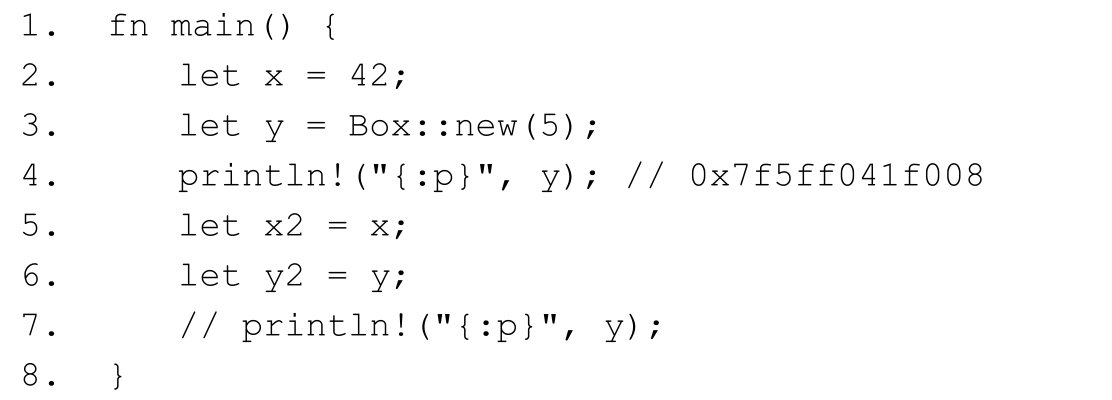 1. fn main() {
2. let x = 42;
3. let y = Box::new(5);
4. println!("{:p}", y); // 0x7f5ff041f008
5. let x2 = x;
6. let y2 = y;
7. // println!("{:p}", y);
8. }